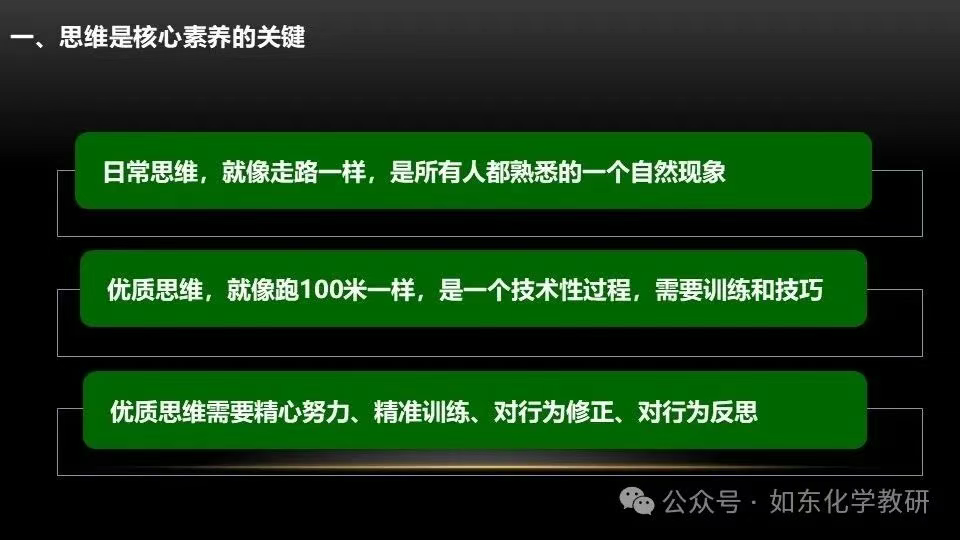 一、思维是核心素养的关键
日常思维，就像走路一样，是所有人都熟悉的一个自然现象
优质思维，就像跑100米一样，是一个技术性过程，需要训练和技巧
优质思维需要精心努力、精准训练、对行为修正、对行为反思
公众号 · 如东化学教研